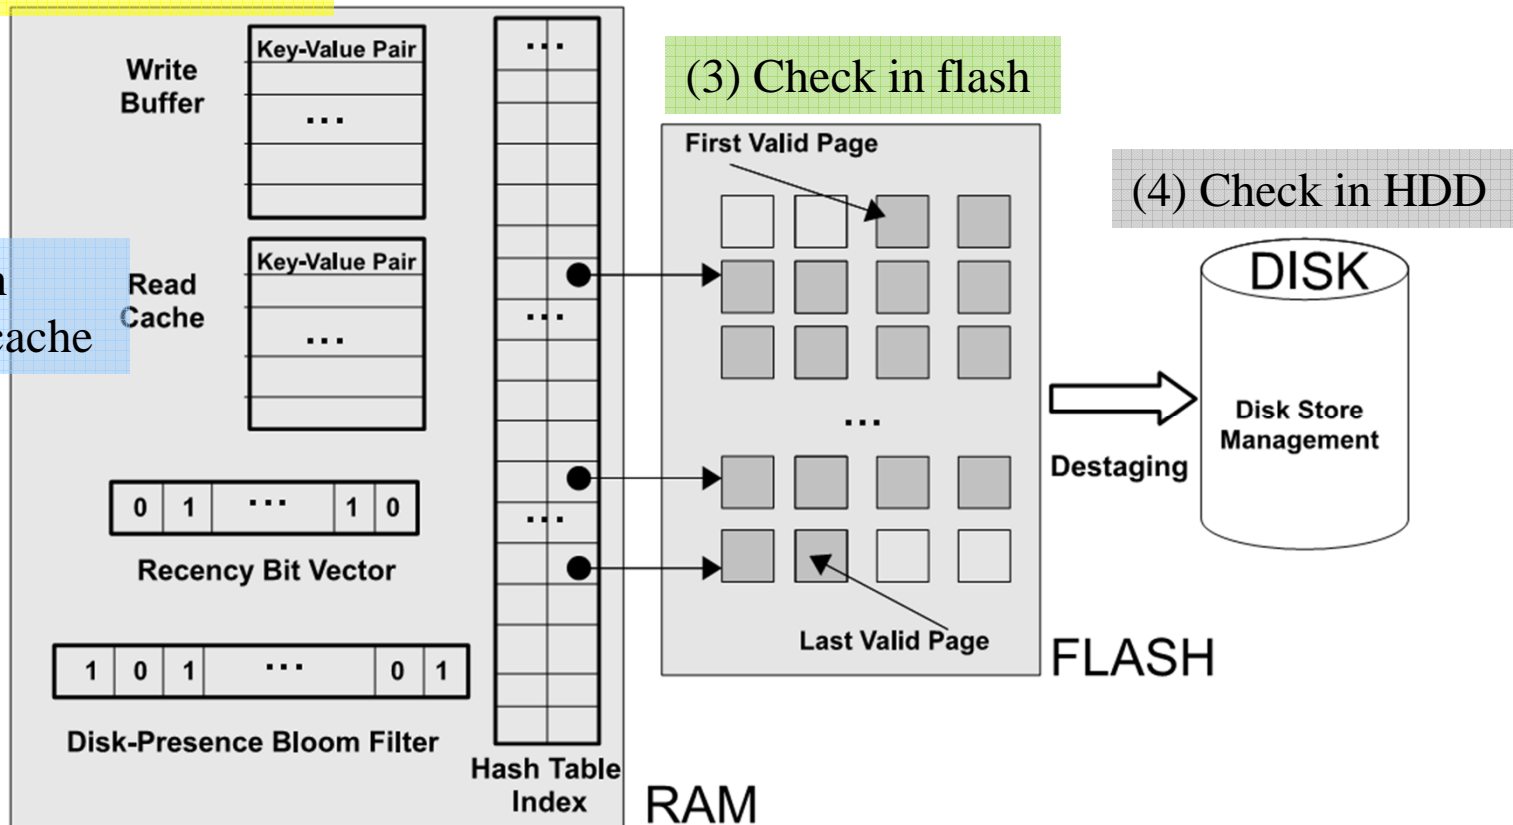 Key-Value Pair
...
Write
Buffer
...
(3) Check in flash
First Valid Page
(4) Check in HDD
DISK
Key-Value Pair
Read
Cache
cache
...
...
...
Disk Store
Management
Destaging
0 1 ... 1 0
Recency Bit Vector
...
Last Valid Page
FLASH
1 0 1 ... 0 1
Disk-Presence Bloom Filter
Hash Table
Index
RAM